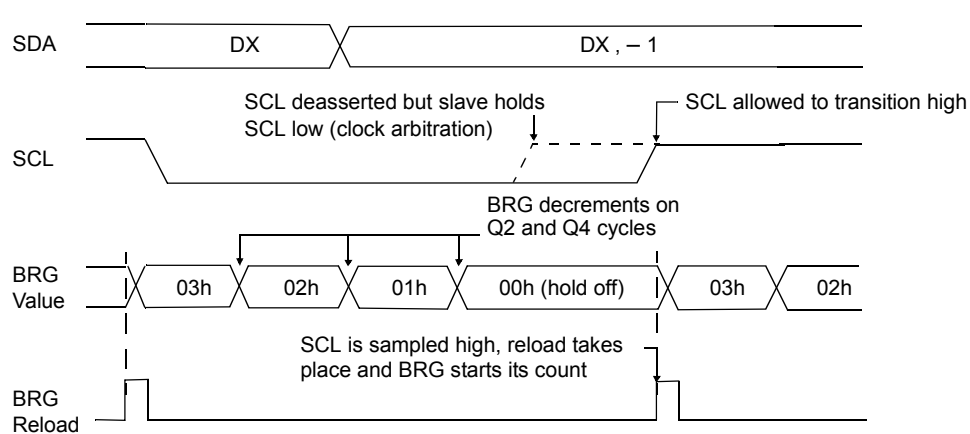 SDA
DX
DX , – 1
SCL deasserted but slave holds
SCL low (clock arbitration)
SCL allowed to transition high
SCL
BRG decrements on
Q2 and Q4 cycles
BRG
Value
03h
02h
01h
00h (hold off)
03h
02h
SCL is sampled high, reload takes
place and BRG starts its count
BRG
Reload